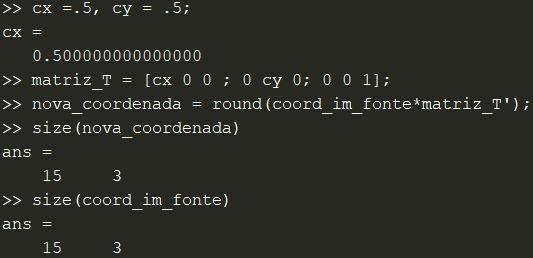 >> cx =.5, cy = .5;
cx =
0.500000000000000
>> matriz_T = [cx 0 0 ; 0 cy 0; 0 0 1];
>> nova_coordenada = round(coord_im_fonte*matriz_T');
>> size(nova_coordenada)
ans =
15 3
>> size(coord_im_fonte)
ans =
15 3